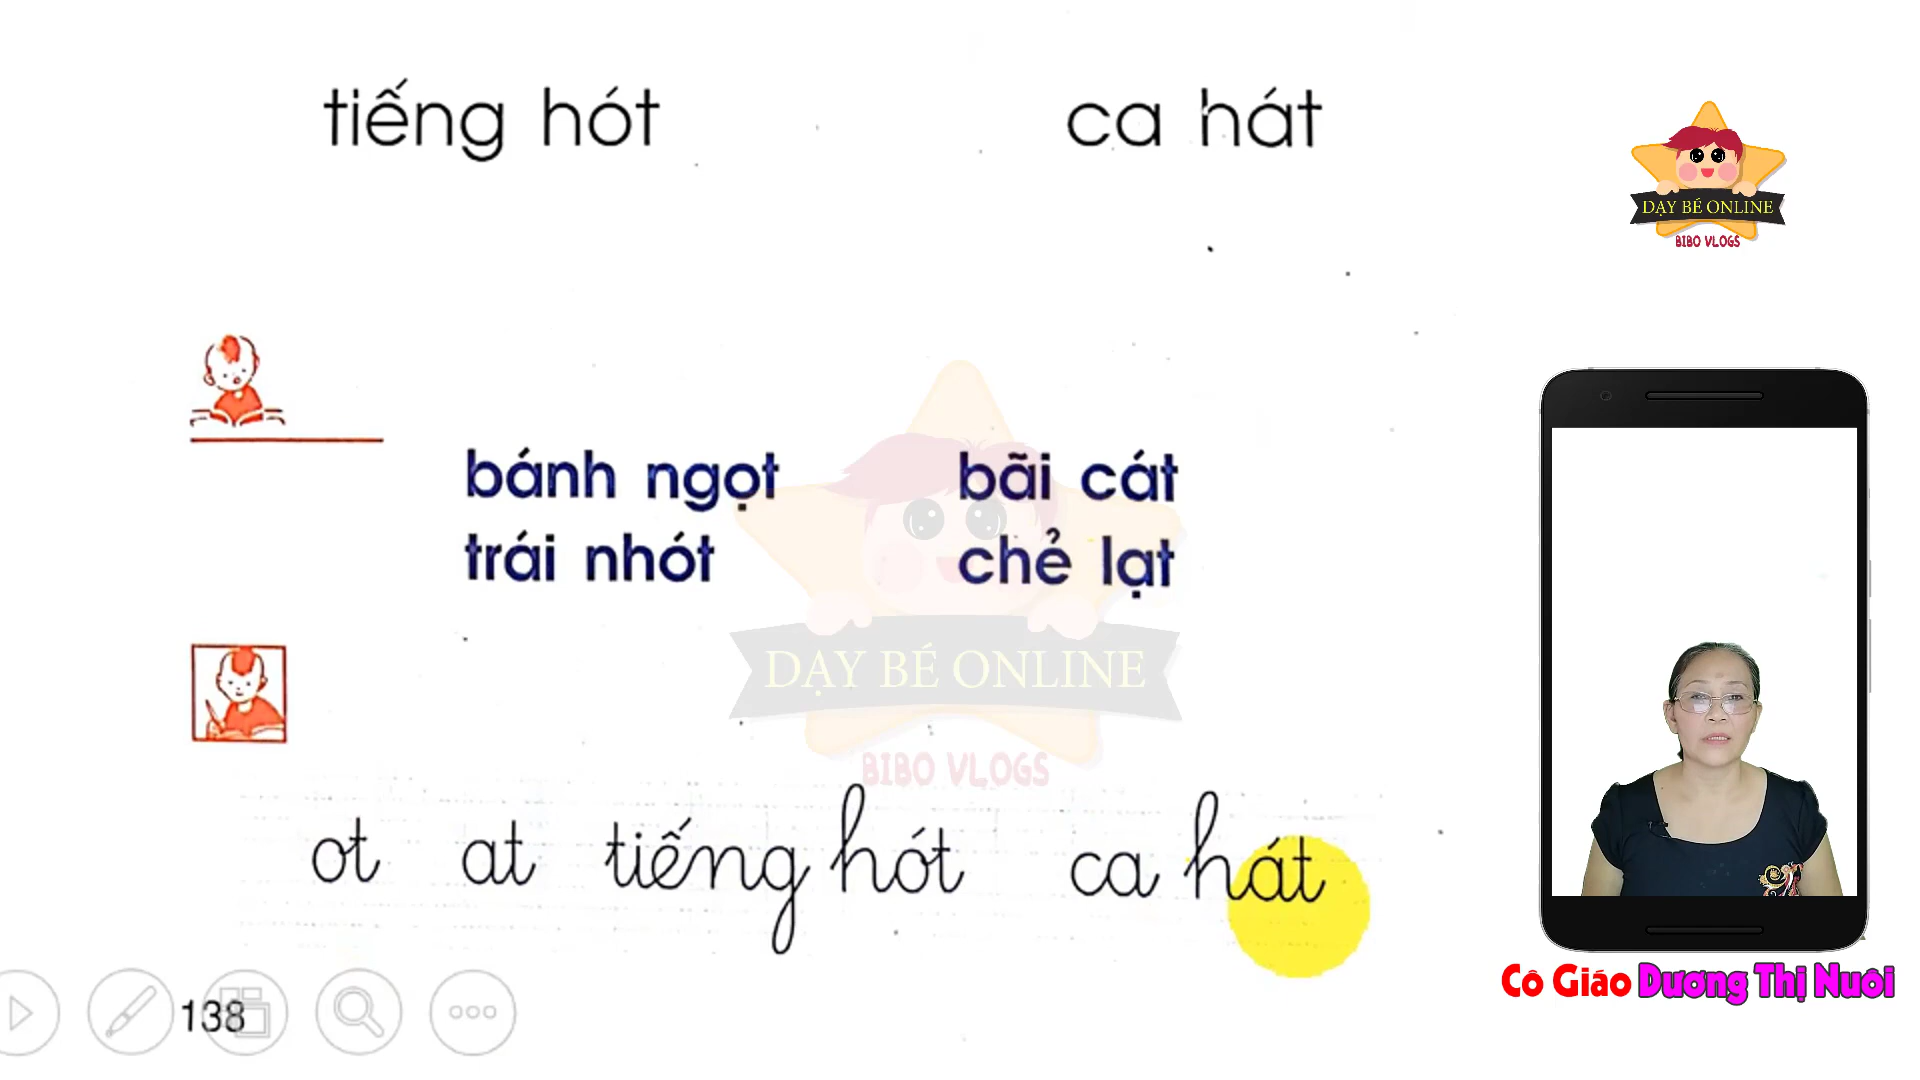 tiếng hót ca hát
DẠY BÉ ONLINE
BIBO VLOGS
bánh ngọt bãi cát
trái nhót chẻ lạt
DẠY BÉ ONLINE
BIBO VLOGS
ot at tiếng hót ca hát
Cô Giáo Dương Thị Nuôi
138